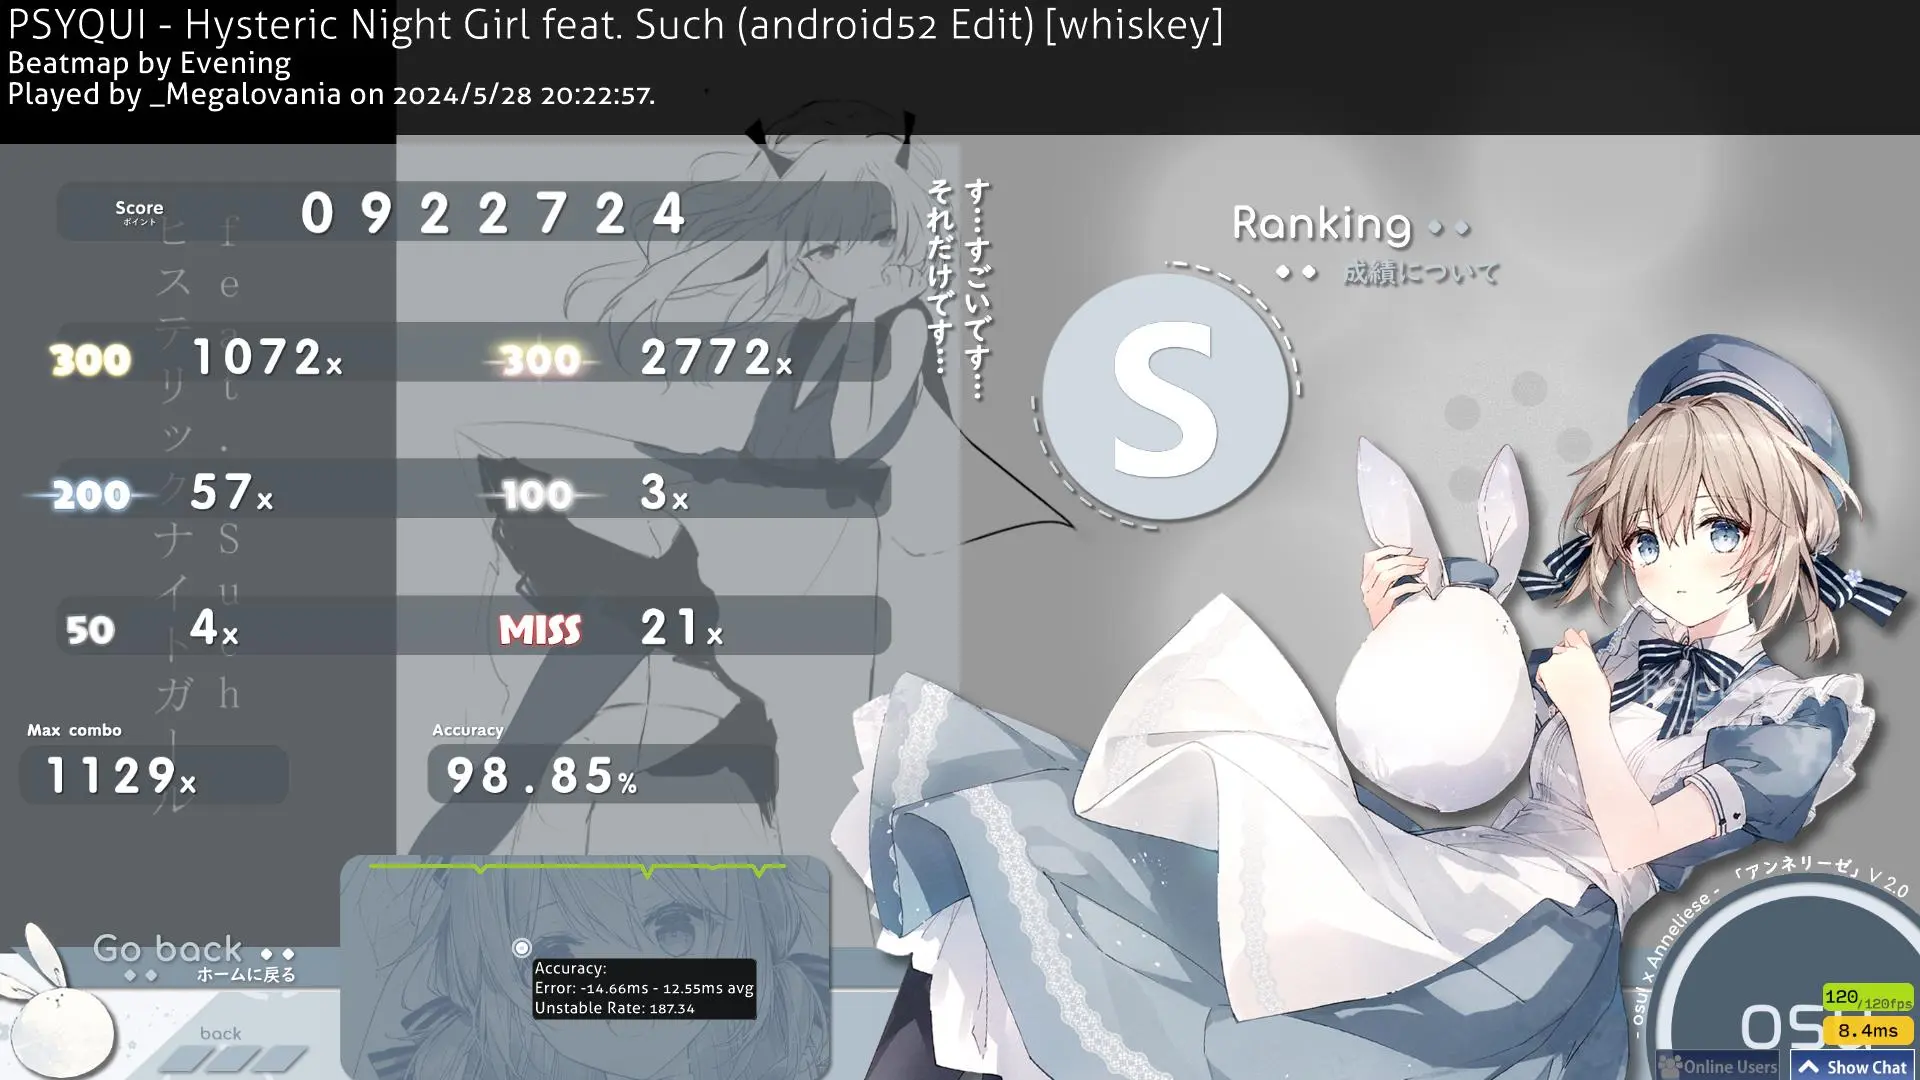 PSYQUI - Hysteric Night Girl feat. Such (android52 Edit) [whiskey]
Beatmap by Evening
Played by _Megalovania on 2024/5/28 20:22:57.
Score
ポイント
0922724
300 1072x 300 2772x
200 57x 100 3x
50 4x MISS 21x
Max combo
1129x
Accuracy
98.85%
ヒステリックナイトガール
feat.Such
す…すごいです…
それだけです…
Ranking
成績について
S
Go back
ホームに戻る
back
Accuracy:
Error: -14.66ms - 12.55ms avg
Unstable Rate: 187.34
- osu! x Anneliese - 「アンネリーゼ」V 2.0
osu
120/120fps
8.4ms
Online Users
Show Chat